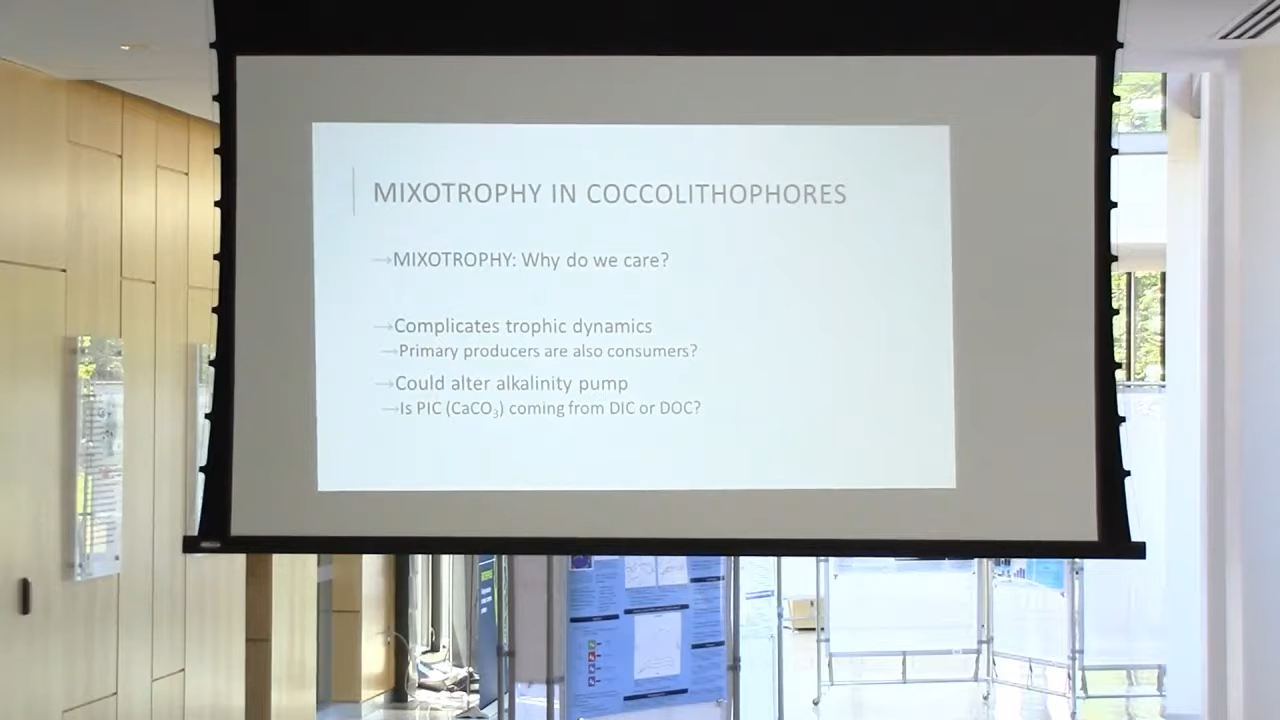 MIXOTROPHY IN COCCOLITHOPHORES
→MIXOTROPHY: Why do we care?
→Complicates trophic dynamics
→Primary producers are also consumers?
→Could alter alkalinity pump
→Is PIC (CaCO₃) coming from DIC or DOC?